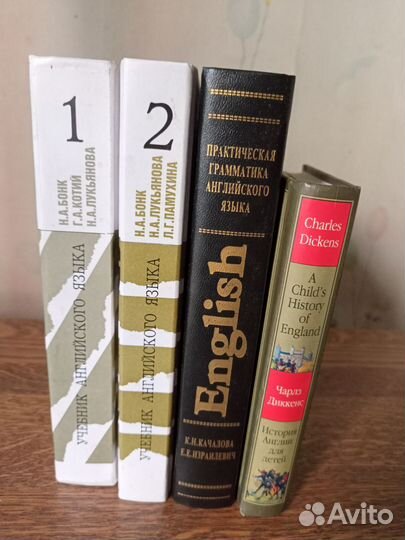 1
Н.А.БОНК
Г.А.КОТИЙ
Н.А.ЛУКЬЯНОВА
УЧЕБНИК АНГЛИЙСКОГО ЯЗЫКА
2
Н.А.БОНК
Н.А.ЛУКЬЯНОВА
Л.Г.ПАМУХИНА
УЧЕБНИК АНГЛИЙСКОГО ЯЗЫКА
ПРАКТИЧЕСКАЯ
ГРАММАТИКА
АНГЛИЙСКОГО
ЯЗЫКА
English
К.Н.КАЧАЛОВА
Е.Е.ИЗРАИЛЕВИЧ
Charles
Dickens
A
Child's
History
of
England
Чарлз
Диккенс
История
Англии
для
детей
Avito